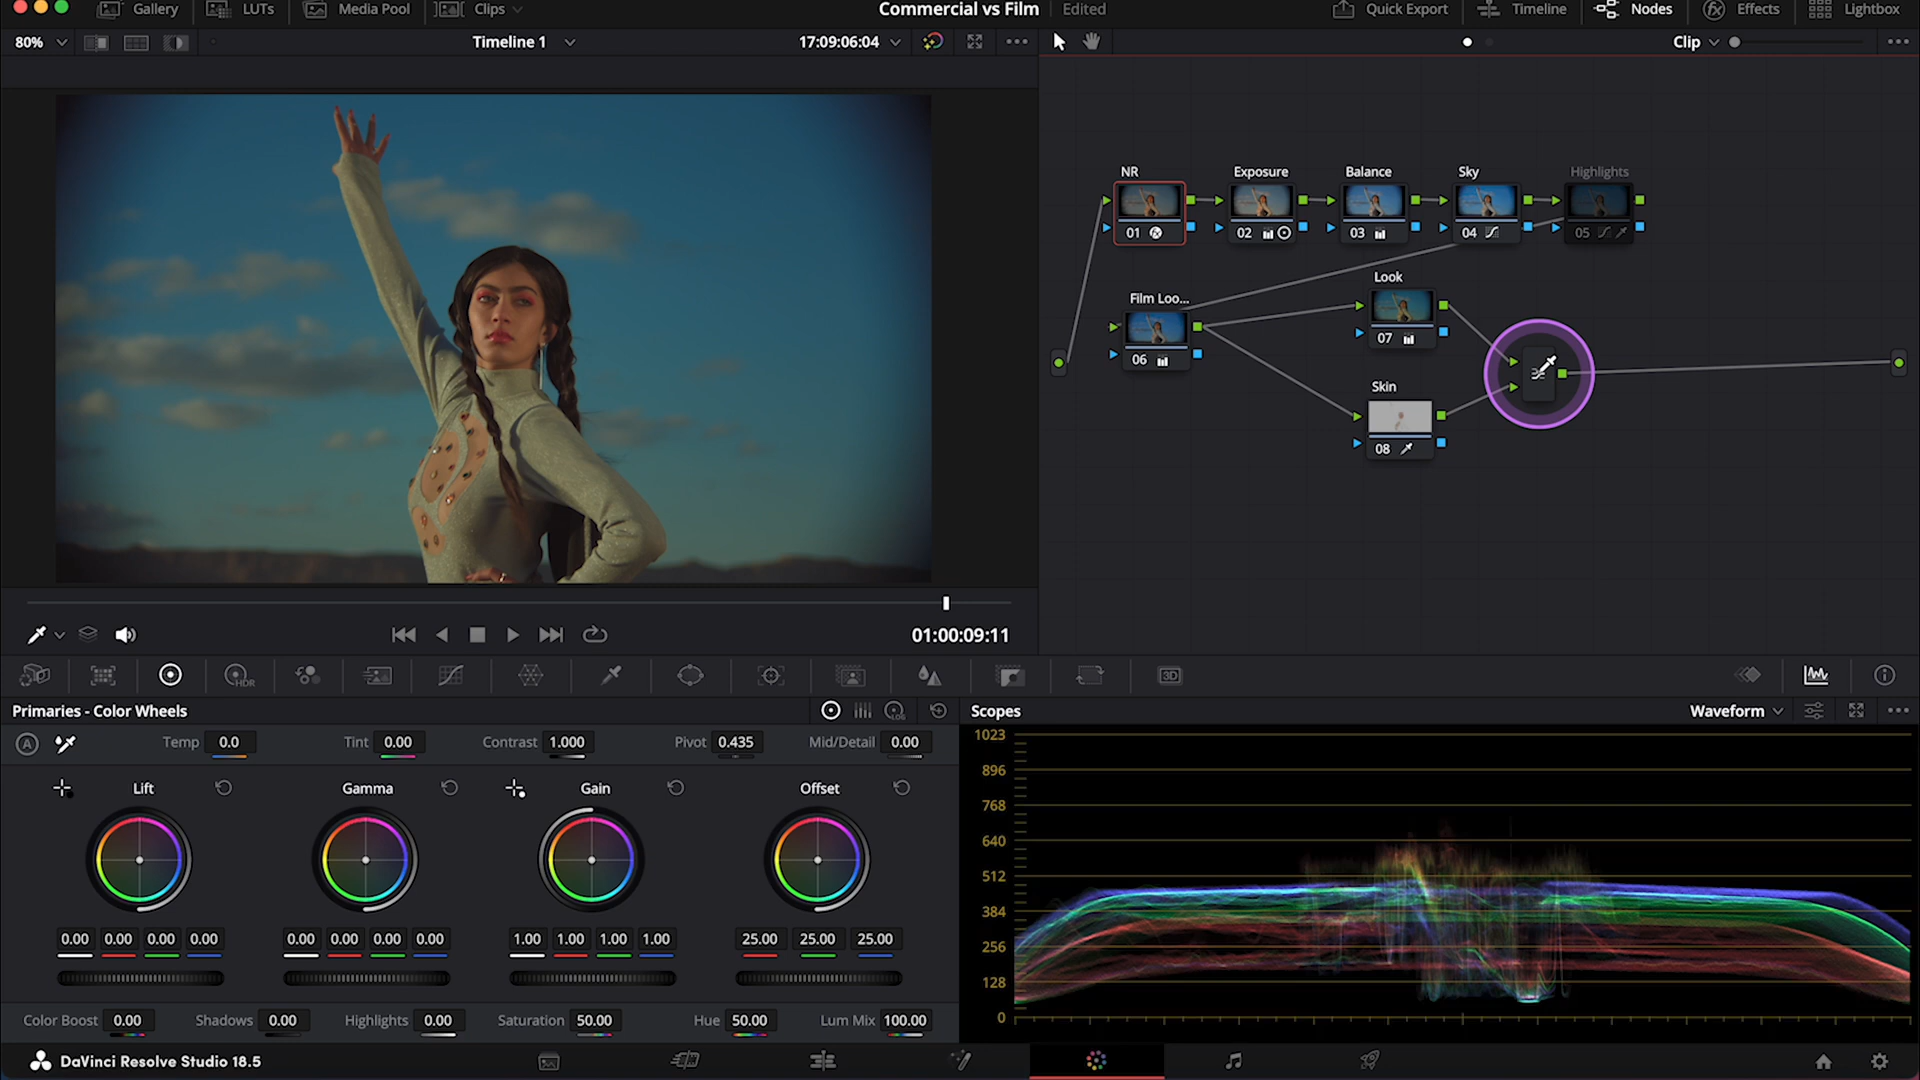 Gallery LUTs Media Pool Clips Commercial vs Film Edited Quick Export Timeline Nodes Effects Lightbox
80% Timeline 1 17:09:06:04 Clip
NR Exposure Balance Sky Highlights
01 02 03 04 05
Look
Film Loo...
07
06
Skin
08
01:00:09:11
HDR 3D
Primaries - Color Wheels LOG Scopes Waveform
A Temp 0.0 Tint 0.00 Contrast 1.000 Pivot 0.435 Mid/Detail 0.00
Lift Gamma Gain Offset
0.00 0.00 0.00 0.00 0.00 0.00 0.00 0.00 1.00 1.00 1.00 1.00 25.00 25.00 25.00
Color Boost 0.00 Shadows 0.00 Highlights 0.00 Saturation 50.00 Hue 50.00 Lum Mix 100.00
1023
896
768
640
512
384
256
128
0
DaVinci Resolve Studio 18.5